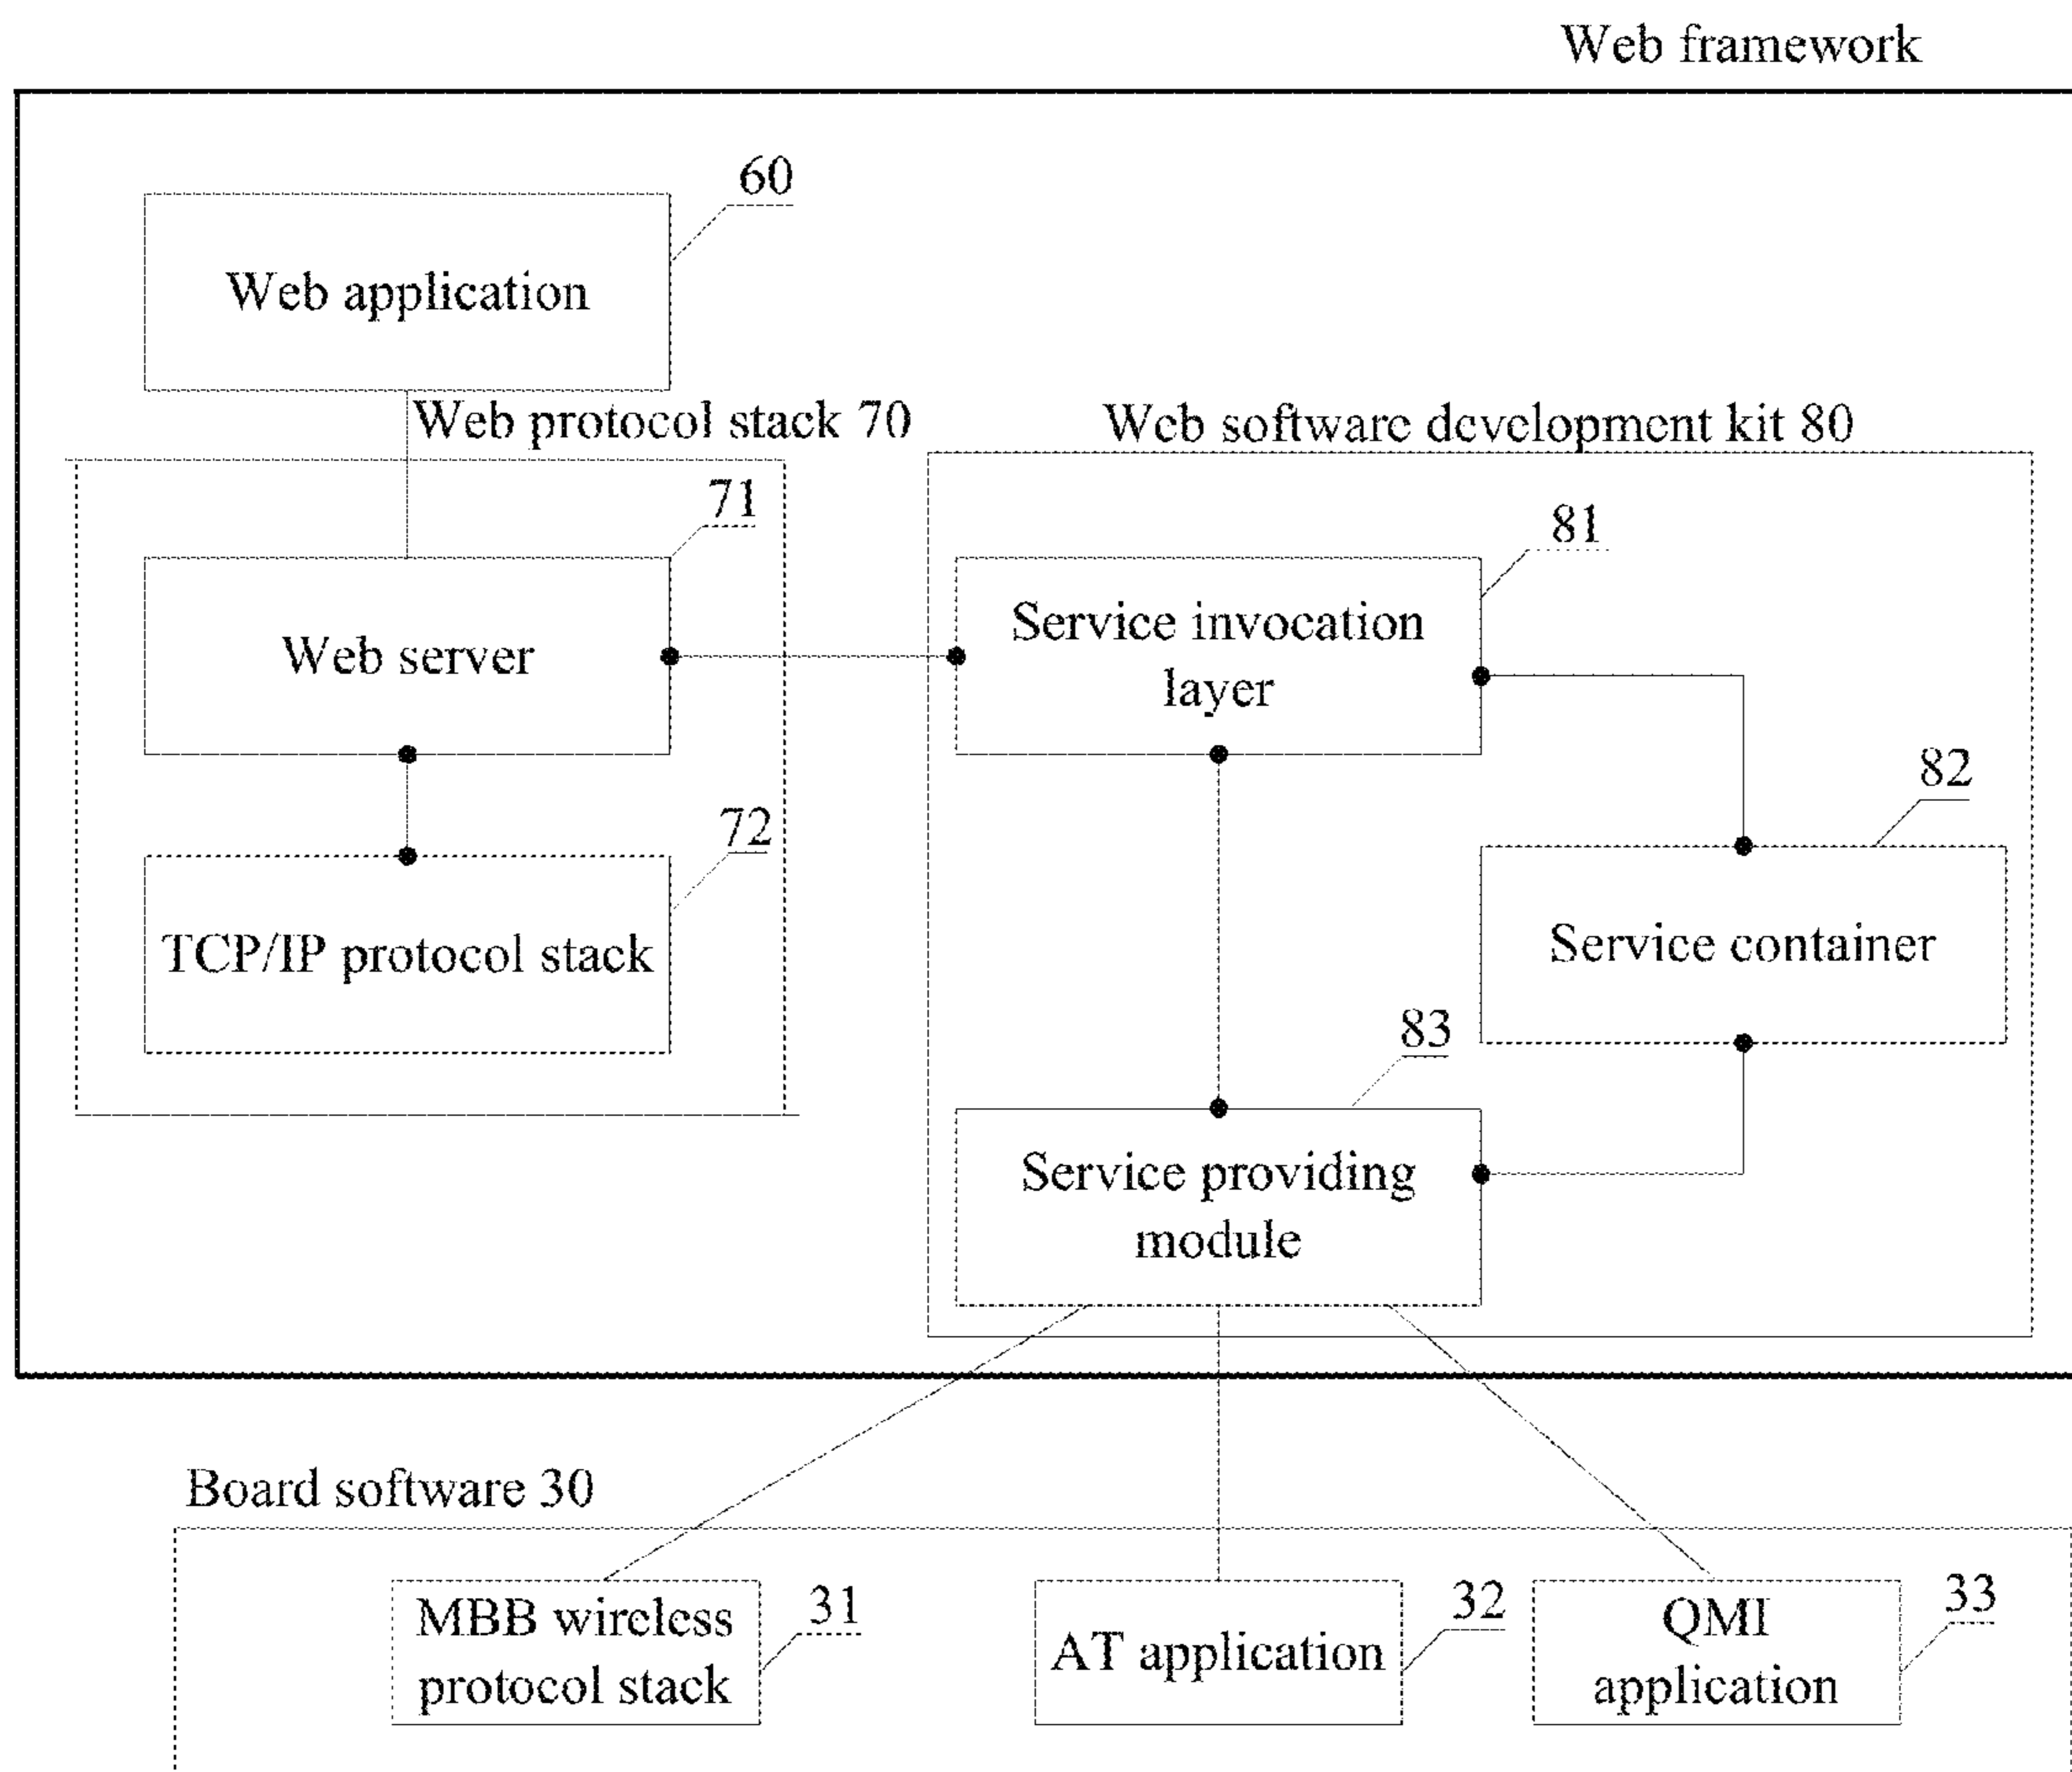 Web framework
60
Web application
Web protocol stack 70
Web software development kit 80
71
81
Web server
Service invocation
layer
82
72
TCP/IP protocol stack
Service container
83
Service providing
module
Board software 30
MBB wireless
protocol stack
31
AT application
32
QMI
application
33